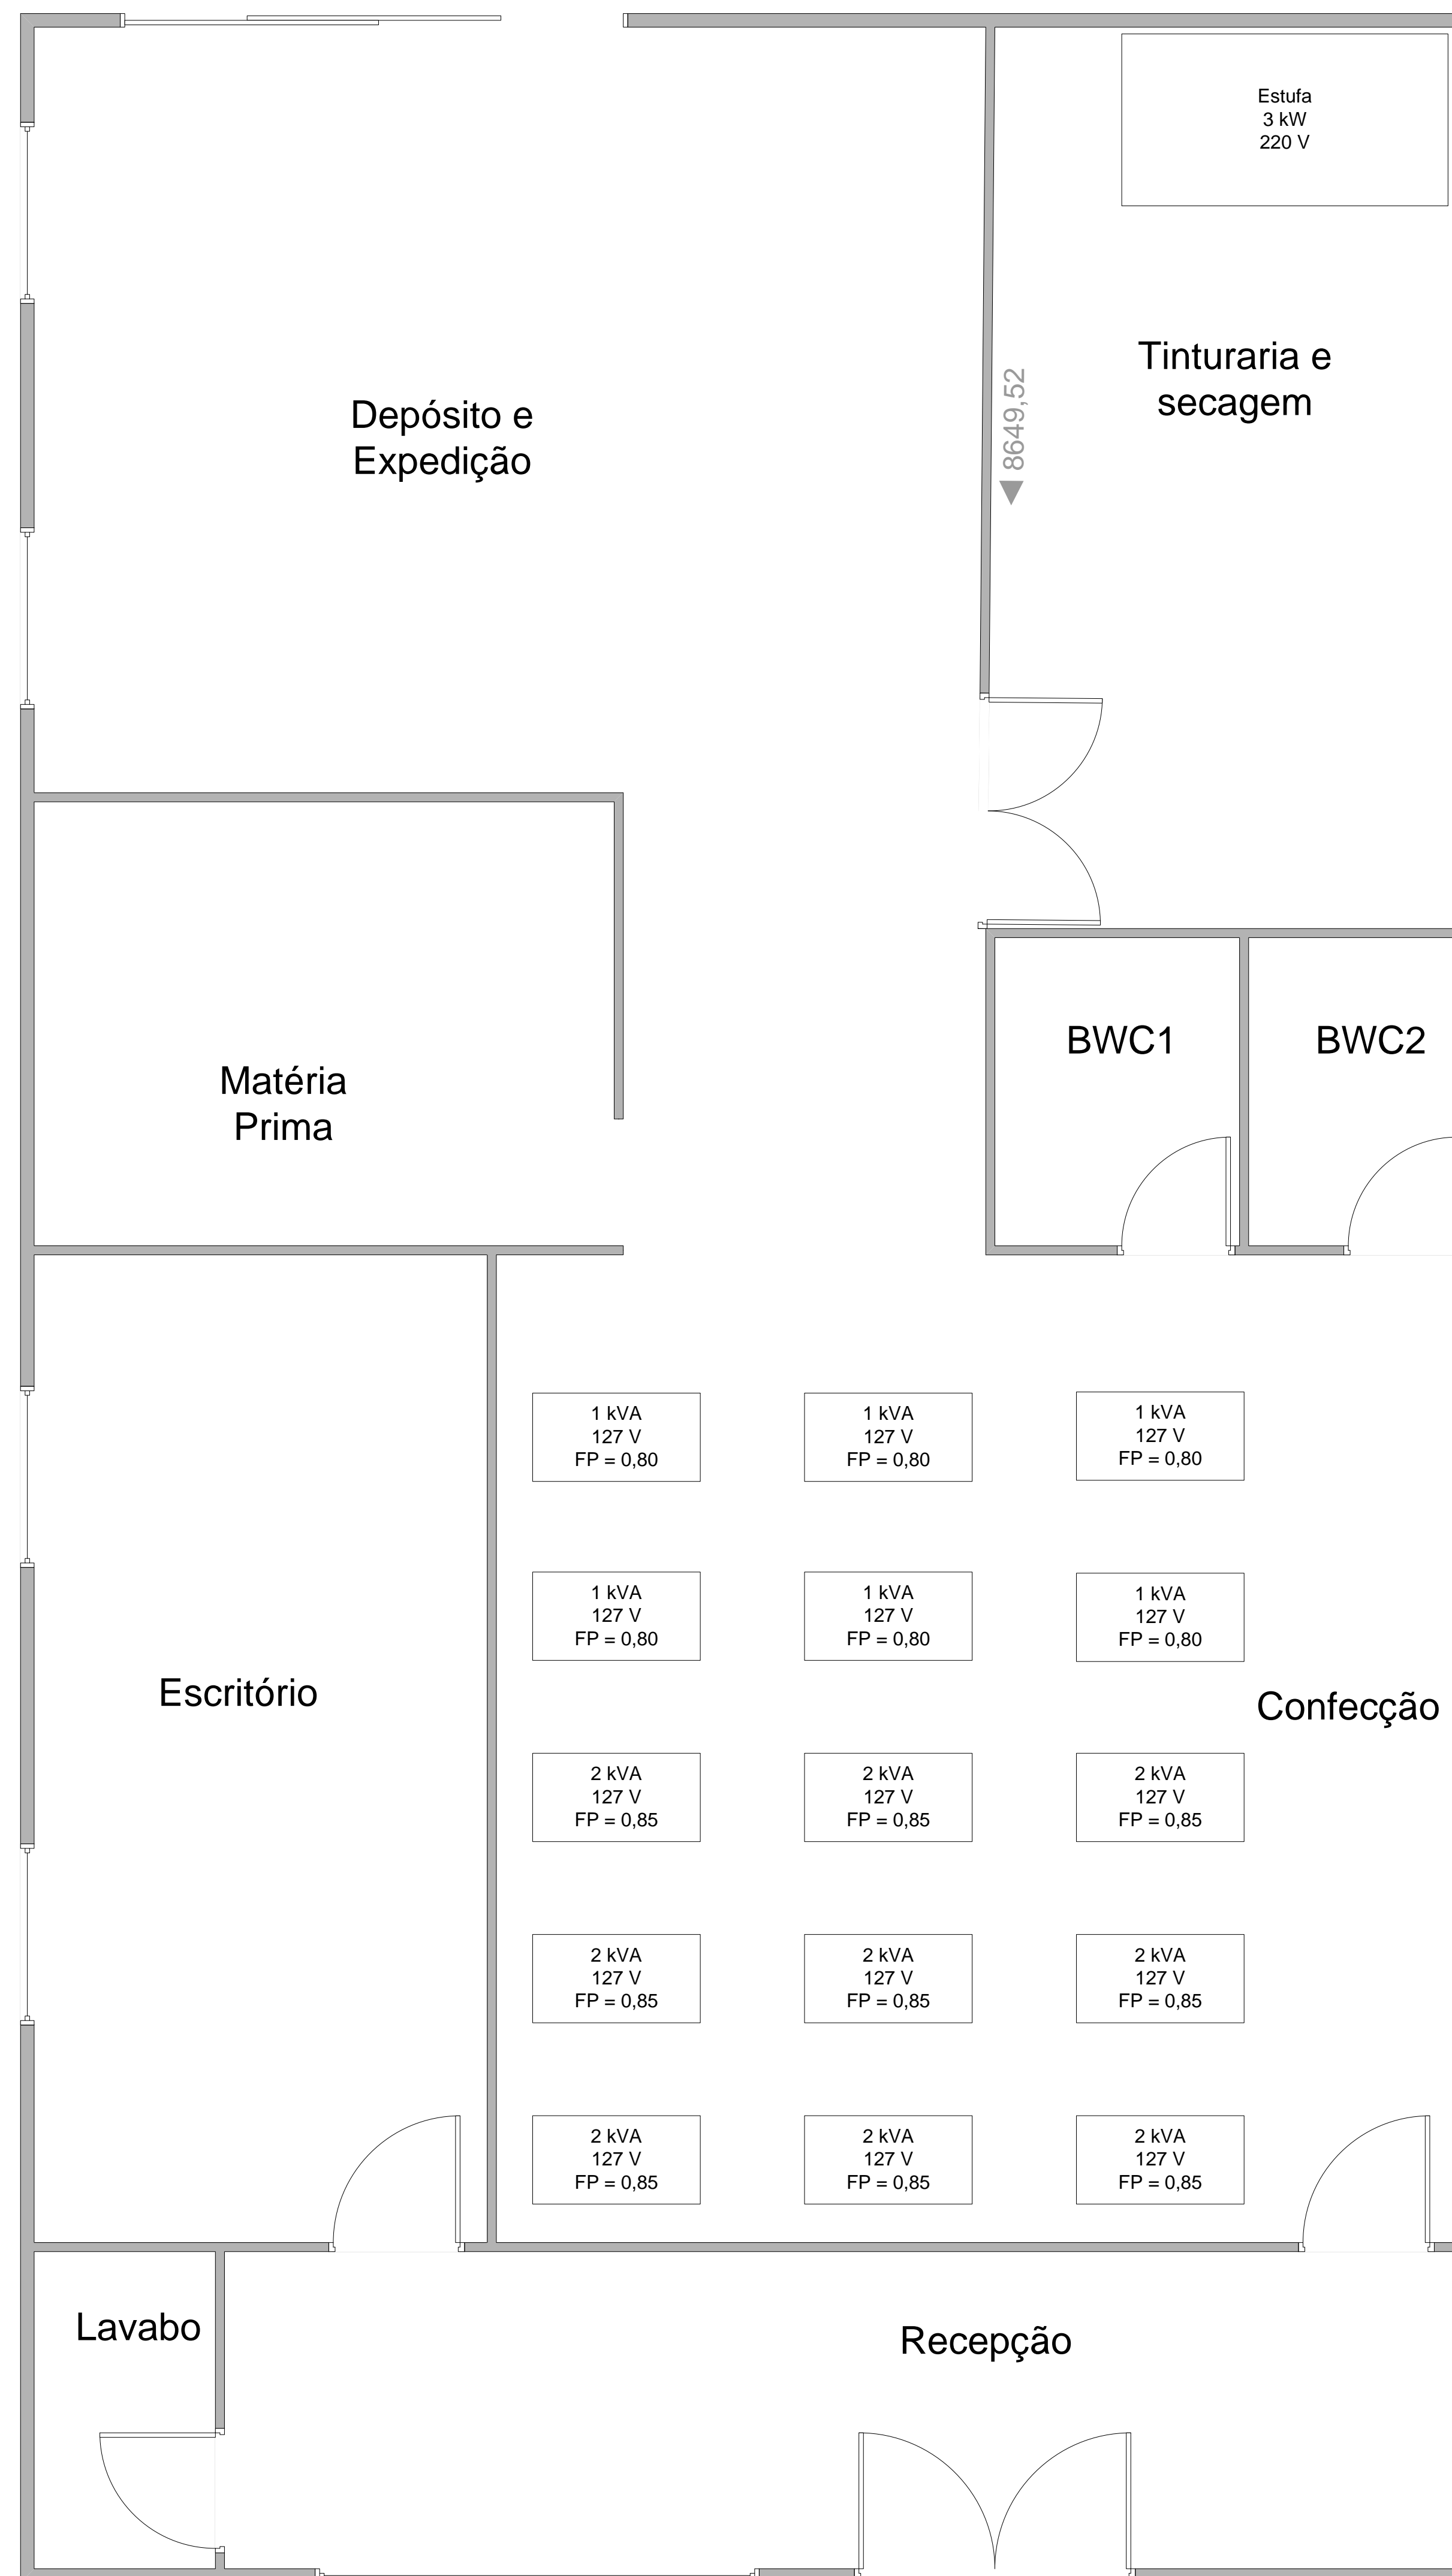 Estufa
3 kW
220 V
Tinturaria e
secagem
8649,52
Depósito e
Expedição
BWC1
BWC2
Matéria
Prima
1 kVA
127 V
FP = 0,80
1 kVA
127 V
FP = 0,80
1 kVA
127 V
FP = 0,80
1 kVA
127 V
FP = 0,80
1 kVA
127 V
FP = 0,80
1 kVA
127 V
FP = 0,80
Escritório
Confecção
2 kVA
127 V
FP = 0,85
2 kVA
127 V
FP = 0,85
2 kVA
127 V
FP = 0,85
2 kVA
127 V
FP = 0,85
2 kVA
127 V
FP = 0,85
2 kVA
127 V
FP = 0,85
2 kVA
127 V
FP = 0,85
2 kVA
127 V
FP = 0,85
2 kVA
127 V
FP = 0,85
Lavabo
Recepção